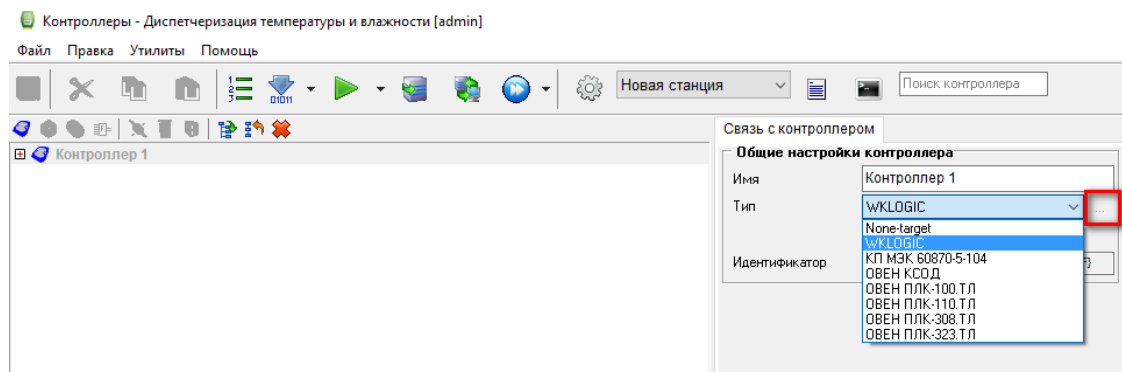 Контроллеры - Диспетчеризация температуры и влажности [admin]
Файл Правка Утилиты Помощь
Новая станция
Поиск контроллера
Связь с контроллером
Контроллер 1
Общие настройки контроллера
Имя Контроллер 1
Тип WKLOGIC ...
None-target
WKLOGIC
КП МЭК 60870-5-104
Идентификатор
ОВЕН КСОД
ОВЕН ПЛК-100.ТЛ
ОВЕН ПЛК-110.ТЛ
ОВЕН ПЛК-308.ТЛ
ОВЕН ПЛК-323.ТЛ